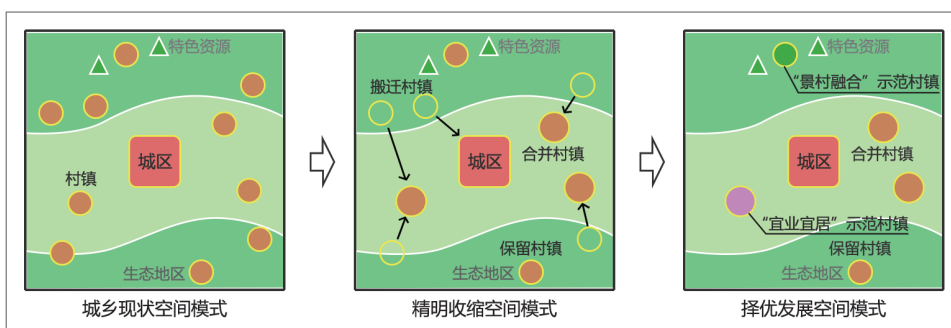 特色资源
城区
村镇
生态地区
城乡现状空间模式
特色资源
搬迁村镇
城区
合并村镇
保留村镇
生态地区
精明收缩空间模式
特色资源
“景村融合”示范村镇
城区
合并村镇
“宜业宜居”示范村镇
保留村镇
生态地区
择优发展空间模式